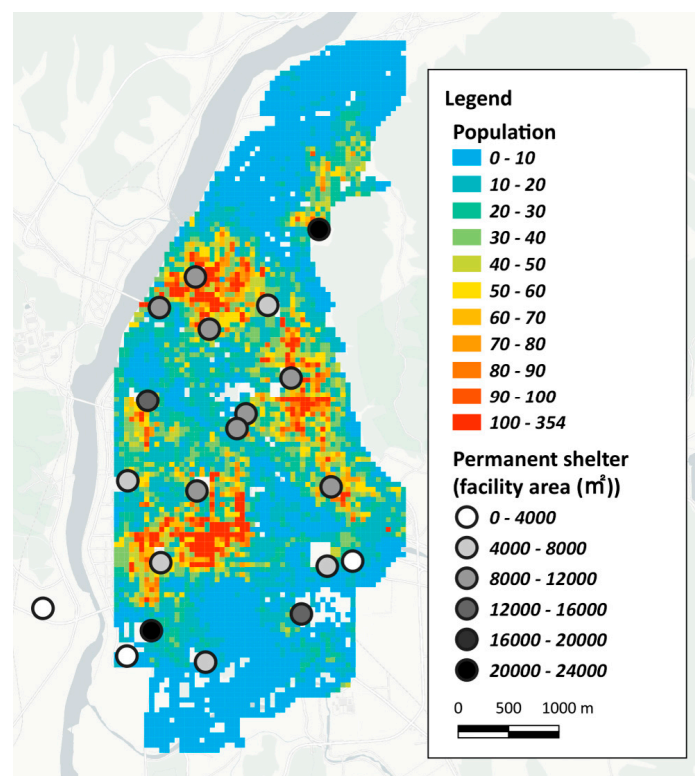 Legend
Population
0 - 10
10 - 20
20 - 30
30 - 40
40 - 50
50 - 60
60 - 70
70 - 80
80 - 90
90 - 100
100 - 354
Permanent shelter
(facility area (㎡))
0 - 4000
4000 - 8000
8000 - 12000
12000 - 16000
16000 - 20000
20000 - 24000
0 500 1000 m